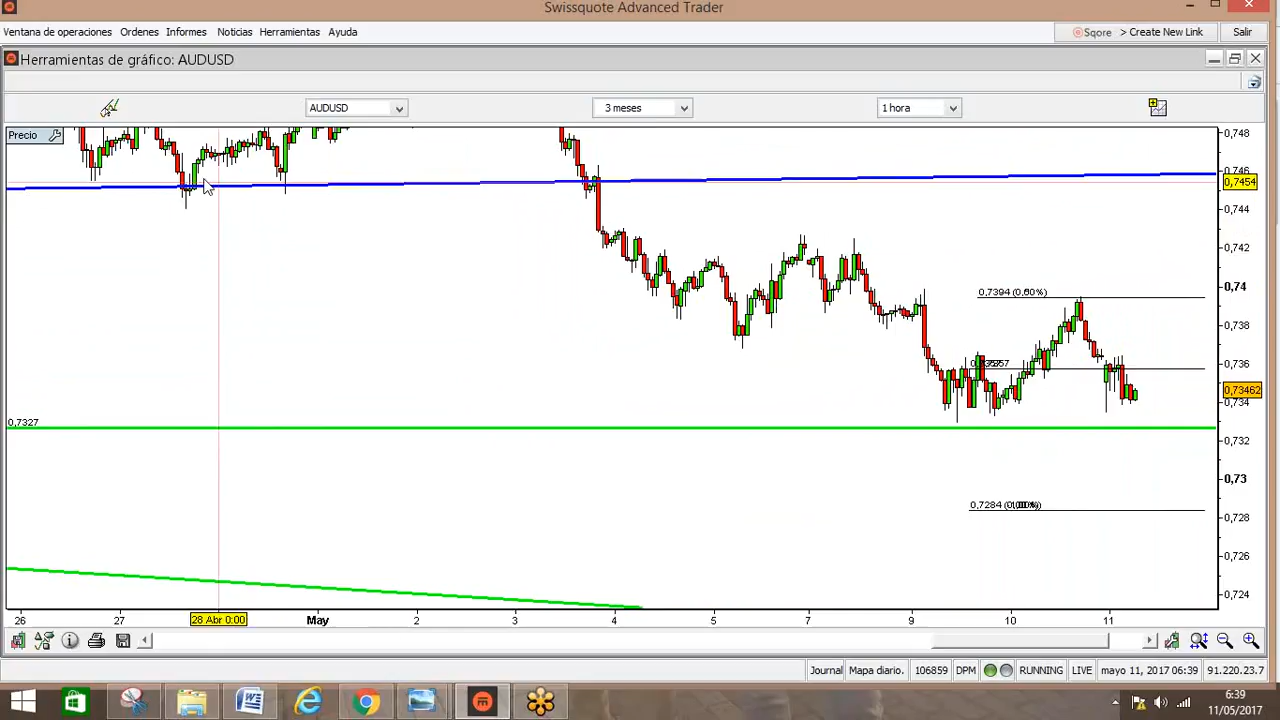 Swissquote Advanced Trader
Ventana de operaciones Ordenes Informes Noticias Herramientas Ayuda
Sqore > Create New Link Salir
Herramientas de gráfico: AUDUSD
AUDUSD 3 meses 1 hora
Precio
0,748
0,746
0,7454
0,744
0,742
0,7394 (0,00%)
0,74
0,738
0,736
0,73462
0,734
0,7327
0,732
0,73
0,7284
0,728
0,726
0,724
26 27 28 Abr 0:00 May 2 3 4 5 7 8 9 10 11
Journal Mapa diario. 106859 DPM RUNNING LIVE mayo 11, 2017 06:39 91.220.23.7
6:39
11/05/2017